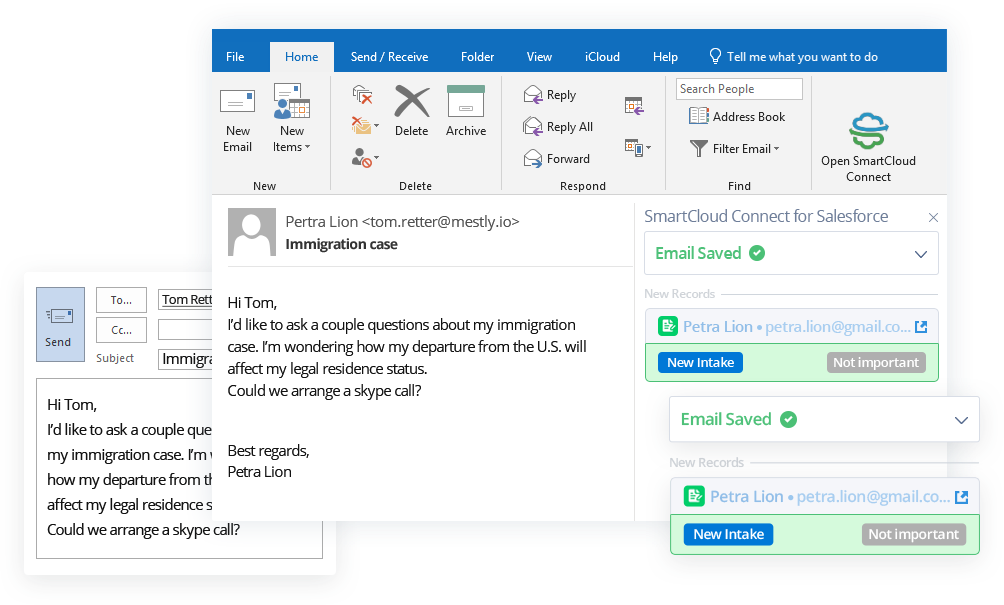 File Home Send / Receive Folder View iCloud Help Tell me what you want to do
New Email
New Items
New
Delete
Archive
Delete
Reply
Reply All
Forward
Respond
Search People
Address Book
Filter Email
Find
Open SmartCloud Connect
Pertra Lion <tom.retter@mestly.io>
Immigration case
Hi Tom,
I’d like to ask a couple questions about my immigration
case. I’m wondering how my departure from the U.S. will
affect my legal residence status.
Could we arrange a skype call?
Best regards,
Petra Lion
SmartCloud Connect for Salesforce
Email Saved
New Records
Petra Lion • petra.lion@gmail.co...
New Intake Not important
Email Saved
New Records
Petra Lion • petra.lion@gmail.co...
New Intake Not important
Send
To...
Tom Rett
Cc...
Subject
Immigra
Hi Tom,
I’d like to ask a couple que
my immigration case. I’m
how my departure from th
affect my legal residence s
Could we arrange a skype call?